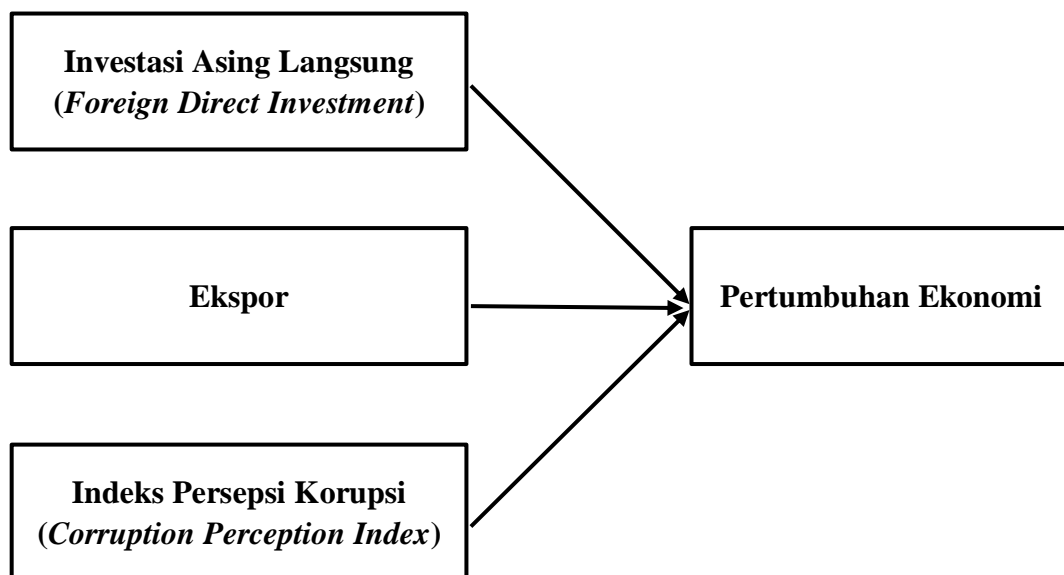 Investasi Asing Langsung
(Foreign Direct Investment)
Ekspor
Pertumbuhan Ekonomi
Indeks Persepsi Korupsi
(Corruption Perception Index)